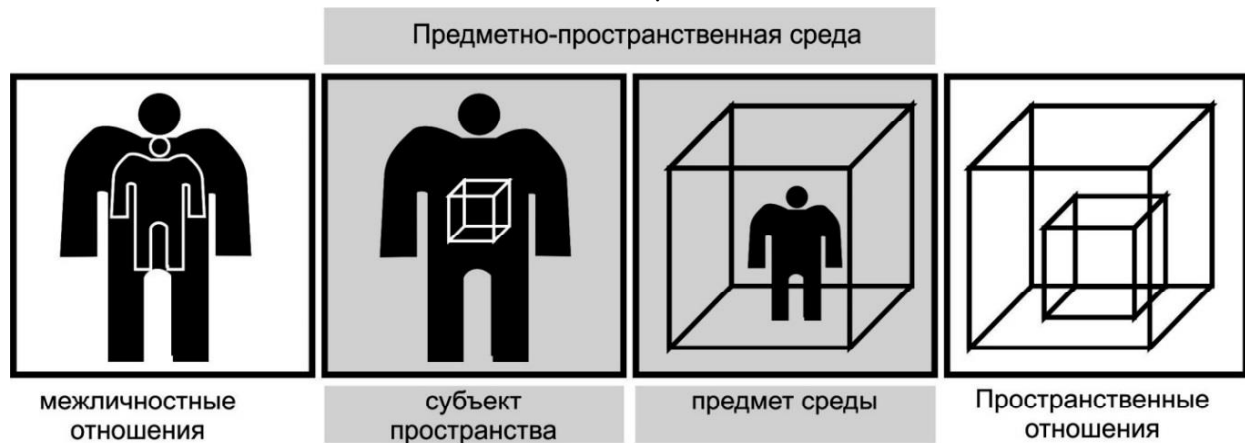 Предметно-пространственная среда
межличностные
отношения
субъект
пространства
предмет среды
Пространственные
отношения